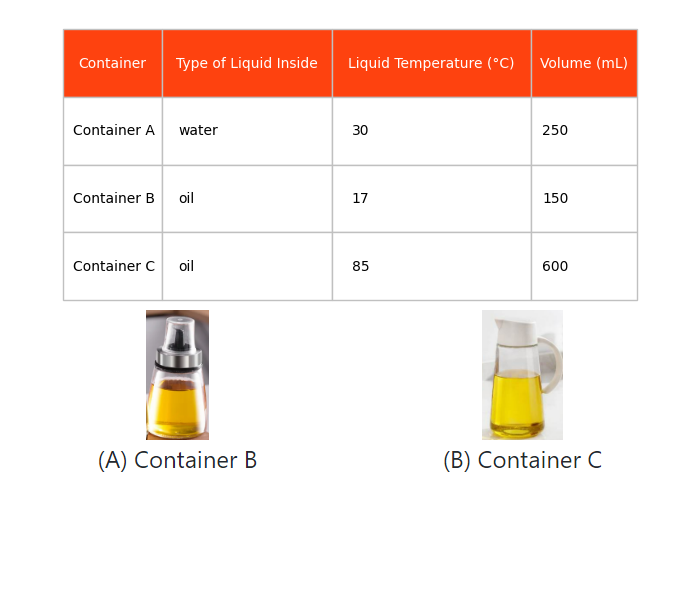 Container Type of Liquid Inside Liquid Temperature (°C) Volume (mL)
Container A water 30 250
Container B oil 17 150
Container C oil 85 600
(A) Container B (B) Container C